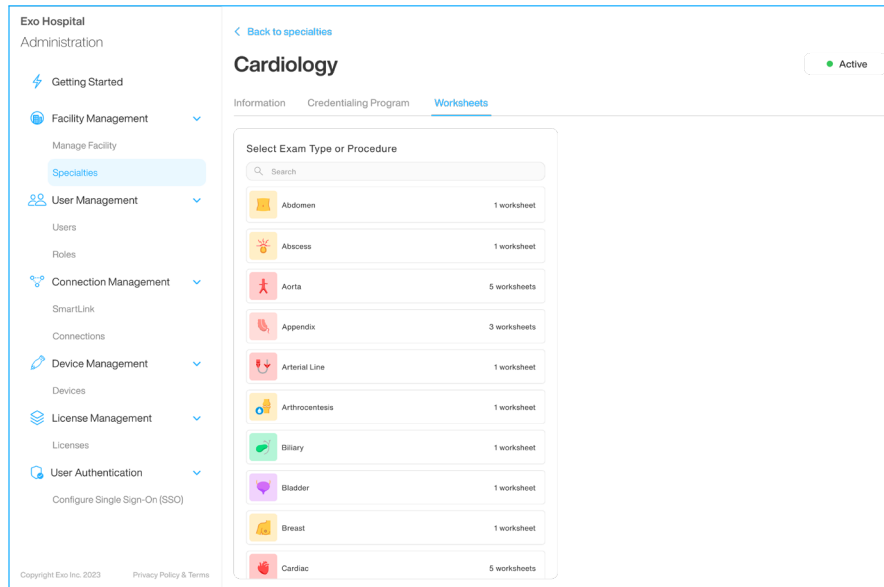 Exo Hospital
Administration
Getting Started
Facility Management
Manage Facility
Specialties
User Management
Users
Roles
Connection Management
SmartLink
Connections
Device Management
Devices
License Management
Licenses
User Authentication
Configure Single Sign-On (SSO)
Copyright Exo Inc. 2023 Privacy Policy & Terms
Back to specialties
Cardiology
Active
Information Credentialing Program Worksheets
Select Exam Type or Procedure
Search
Abdomen 1 worksheet
Abscess 1 worksheet
Aorta 5 worksheets
Appendix 3 worksheets
Arterial Line 1 worksheet
Arthrocentesis 1 worksheet
Biliary 1 worksheet
Bladder 1 worksheet
Breast 1 worksheet
Cardiac 5 worksheets